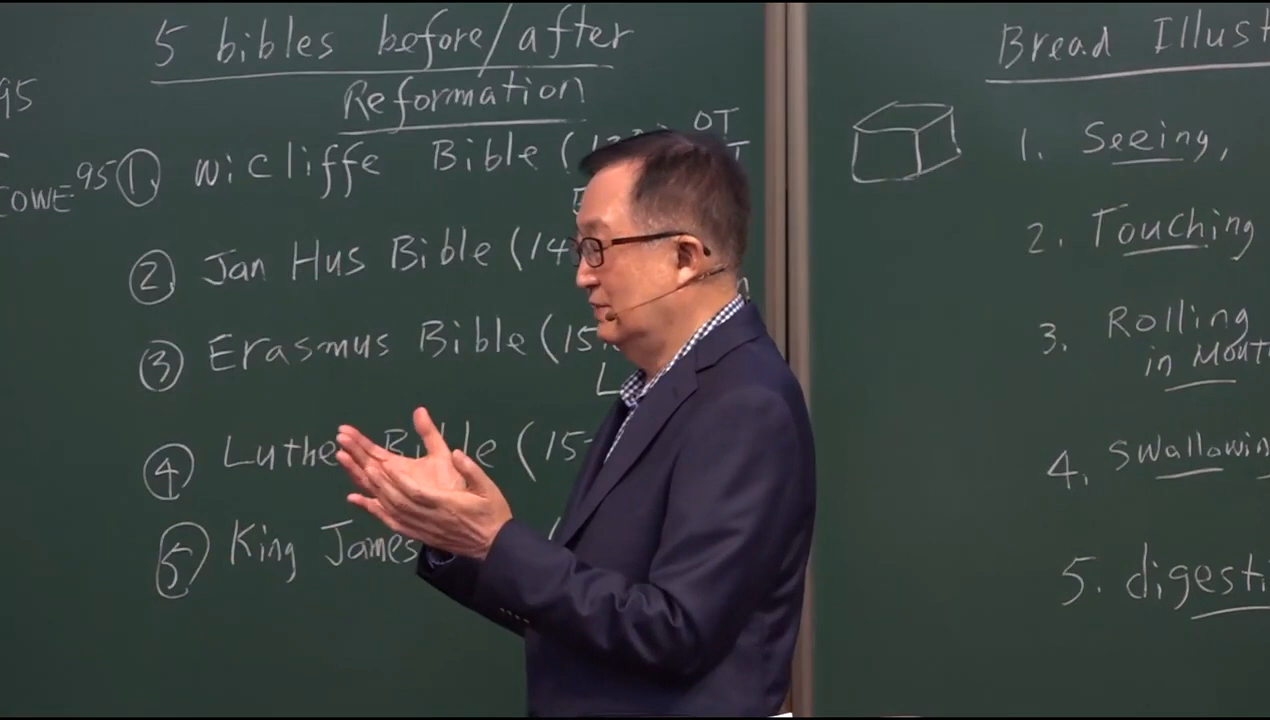 95
COWE 95
5 bibles before/after
Reformation
① Wicliffe Bible ( OT
② Jan Hus Bible (14
③ Erasmus Bible (15
L
④ Luther Bible (15
⑤ King James (
Bread Illust
1. Seeing,
2. Touching
3. Rolling
in Mout
4. Swallowin
5. digesti